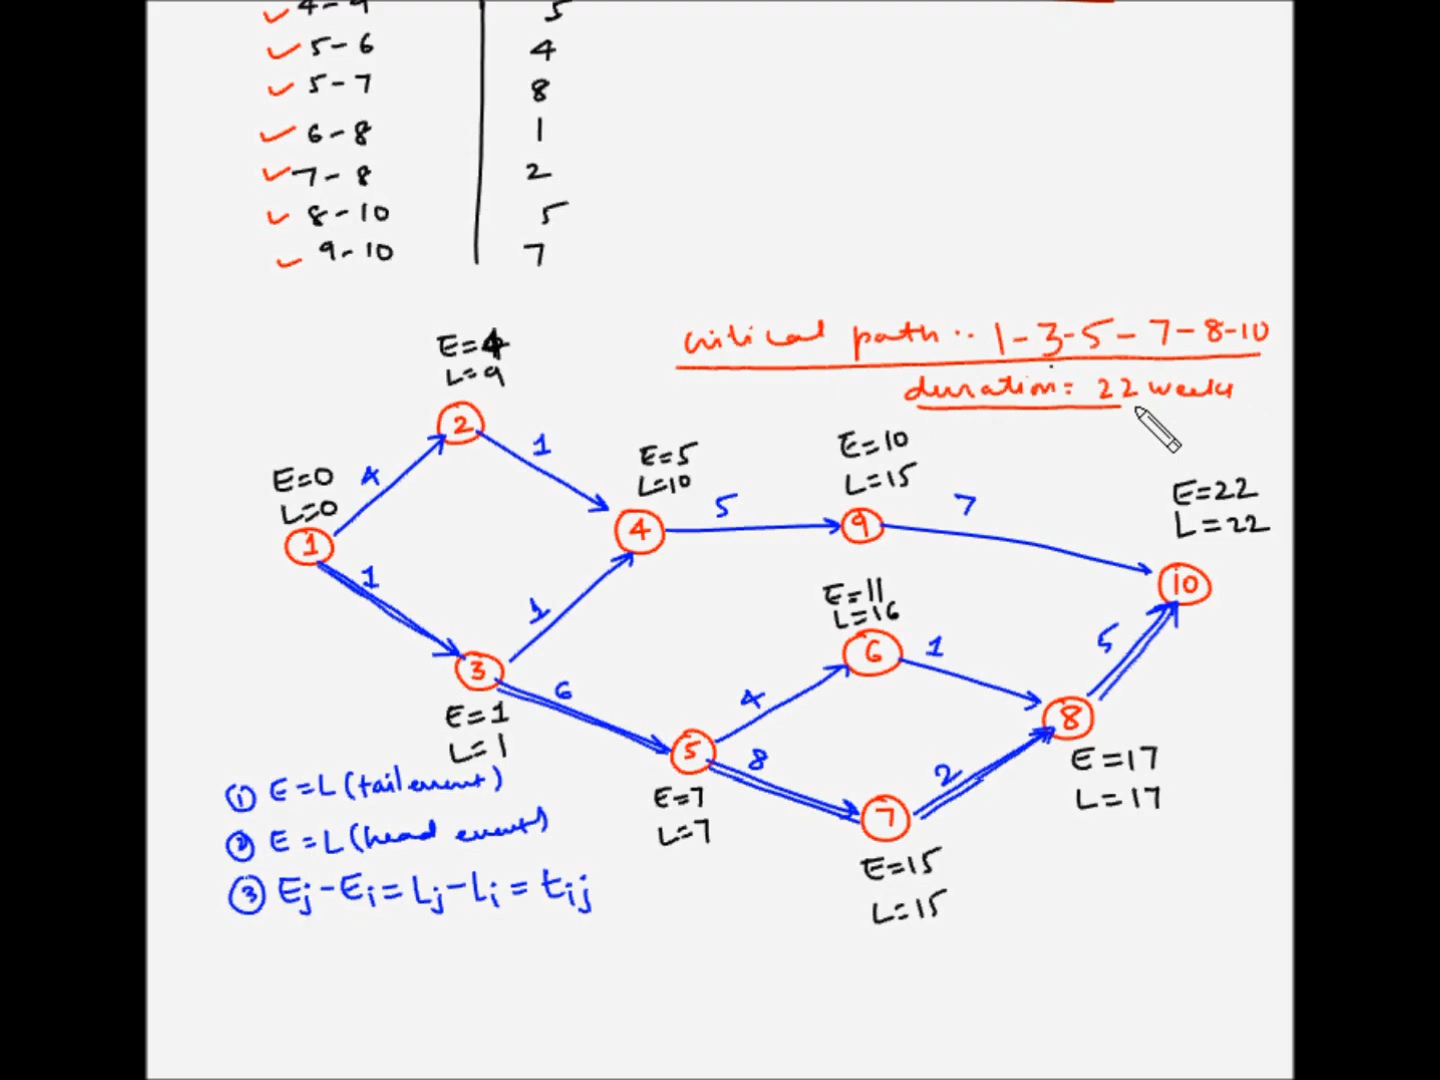 4-9 5
5-6 4
5-7 8
6-8 1
7-8 2
8-10 5
9-10 7
critical path :- 1-3-5-7-8-10
duration = 22 weeks
E=4
L=9
2
E=0
L=0
4
1
E=5
L=10
5
E=10
L=15
7
E=22
L=22
1
4
9
10
1
1
E=11
L=16
6
1
5
3
6
4
8
E=1
L=1
5
8
2
E=17
L=17
① E=L (tail event)
E=7
L=7
7
② E=L (head event)
E=15
L=15
③ Ej-Ei = Lj-Li = tij